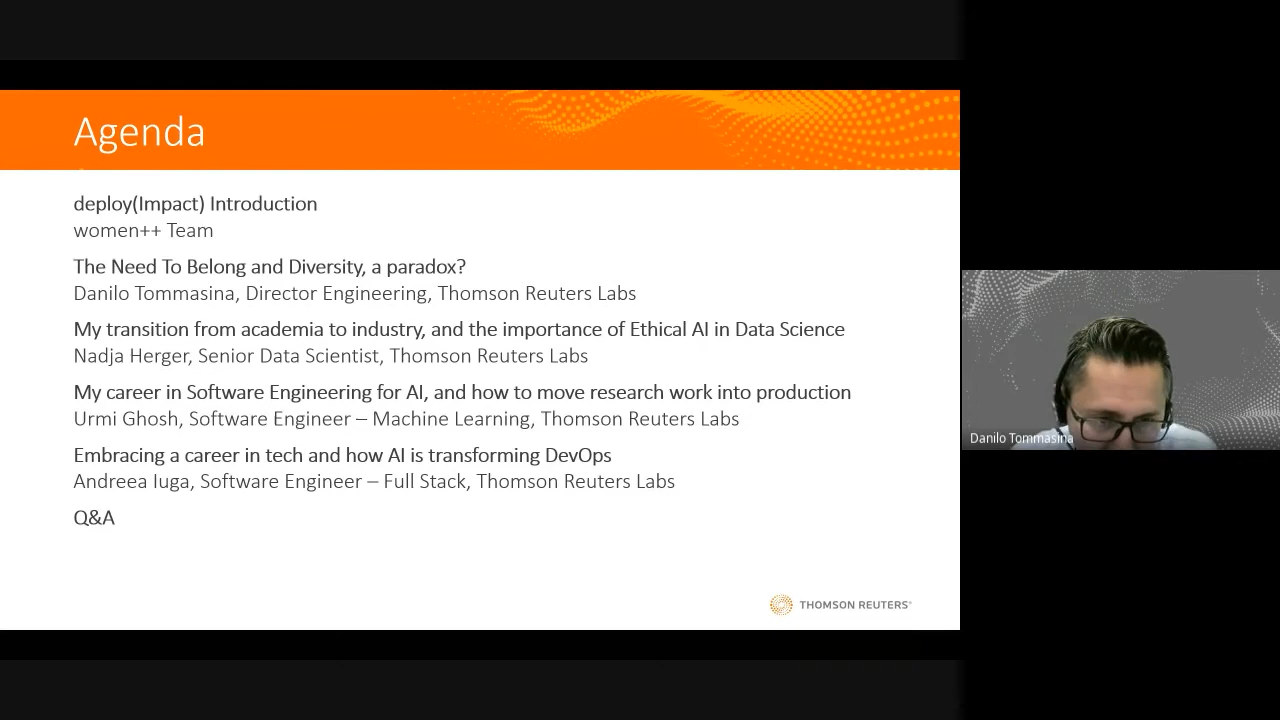 Agenda
deploy(Impact) Introduction
women++ Team
The Need To Belong and Diversity, a paradox?
Danilo Tommasina, Director Engineering, Thomson Reuters Labs
My transition from academia to industry, and the importance of Ethical AI in Data Science
Nadja Herger, Senior Data Scientist, Thomson Reuters Labs
My career in Software Engineering for AI, and how to move research work into production
Urmi Ghosh, Software Engineer – Machine Learning, Thomson Reuters Labs
Embracing a career in tech and how AI is transforming DevOps
Andreea Iuga, Software Engineer – Full Stack, Thomson Reuters Labs
Q&A
THOMSON REUTERS®
Danilo Tommasina